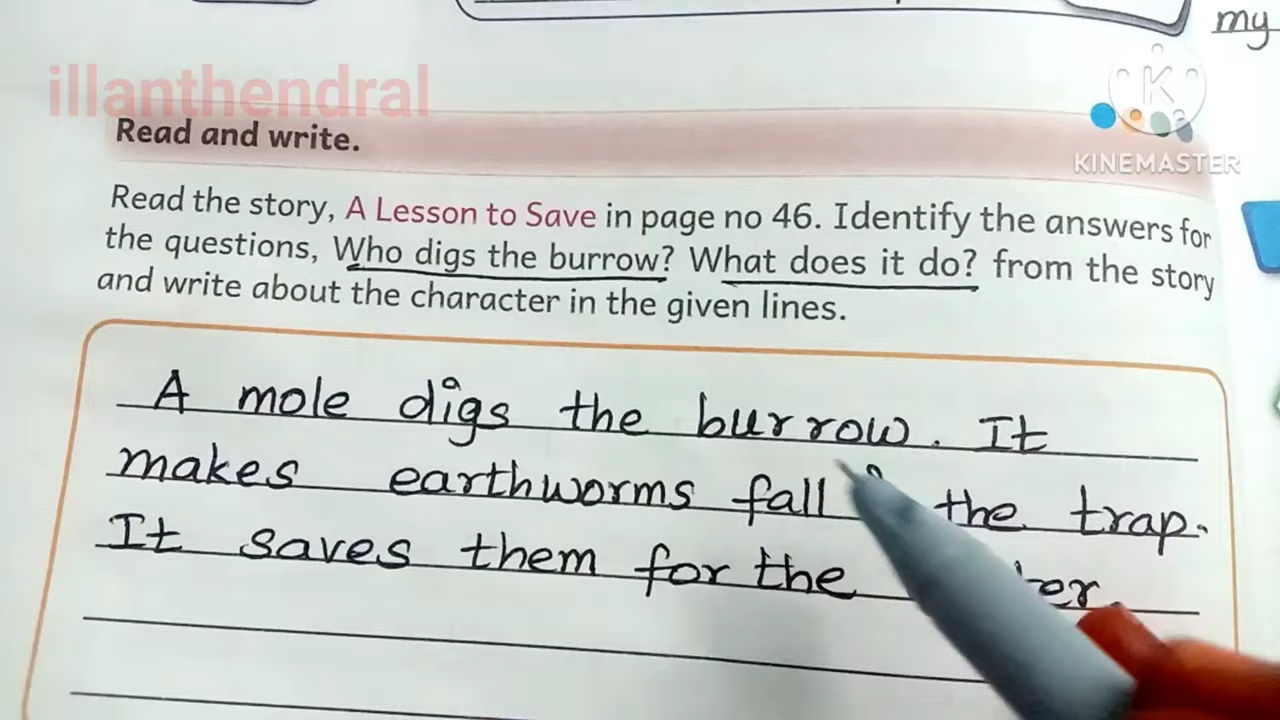 my
illanthendral
KINEMASTER
Read and write.
Read the story, A Lesson to Save in page no 46. Identify the answers for
the questions, Who digs the burrow? What does it do? from the story
and write about the character in the given lines.
A mole digs the burrow. It
makes earthworms fall the trap.
It saves them for the